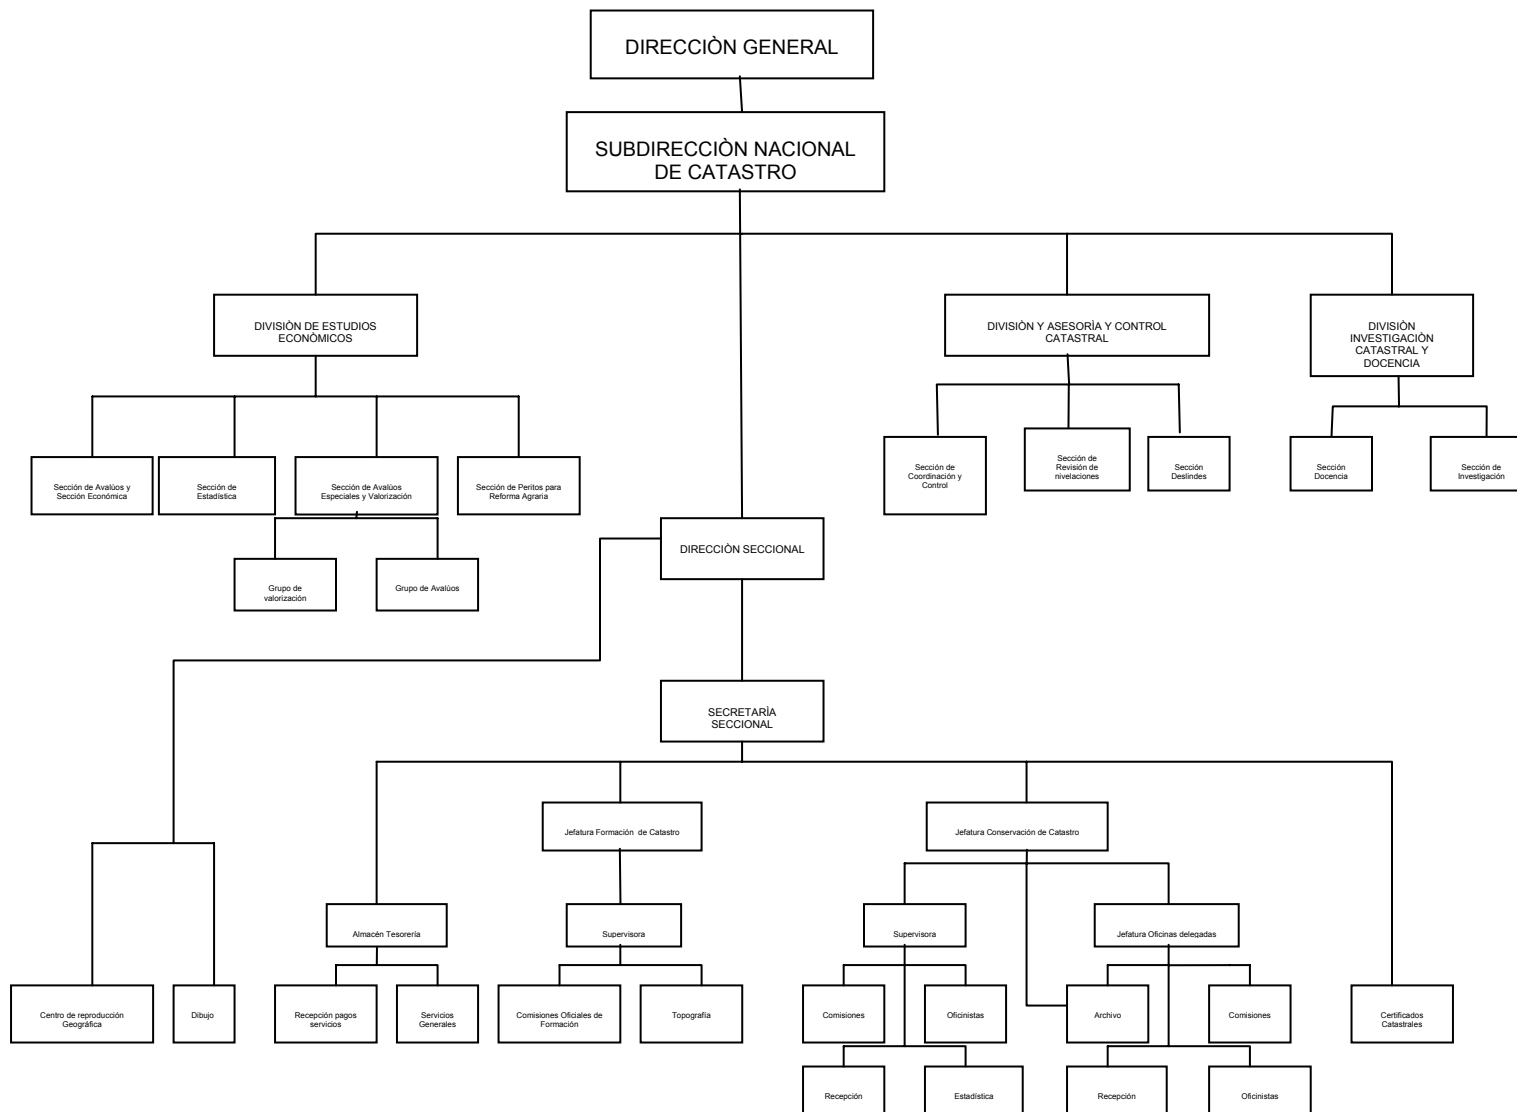 DIRECCIÒN GENERAL
SUBDIRECCIÒN NACIONAL
DE CATASTRO
DIVISIÒN DE ESTUDIOS
ECONÒMICOS
DIVISIÒN Y ASESORÌA Y CONTROL
CATASTRAL
DIVISIÒN
INVESTIGACIÒN
CATASTRAL Y
DOCENCIA
Sección de Avalúos y
Sección Económica
Sección de
Estadística
Sección de Avalúos
Especiales y Valorización
Sección de Peritos para
Reforma Agraria
Sección de
Coordinación y
Control
Sección de
Revisión de
nivelaciones
Sección
Deslindes
Sección
Docencia
Sección de
Investigación
Grupo de
valorización
Grupo de Avalúos
DIRECCIÒN SECCIONAL
SECRETARÌA
SECCIONAL
Jefatura Formación  de Catastro
Jefatura Conservación de Catastro
Almacén Tesorería
Supervisora
Supervisora
Jefatura Oficinas delegadas
Centro de reproducción
Geográfica
Dibujo
Recepción pagos
servicios
Servicios
Generales
Comisiones Oficiales de
Formación
Topografía
Comisiones
Oficinistas
Archivo
Comisiones
Certificados
Catastrales
Recepción
Estadística
Recepción
Oficinistas